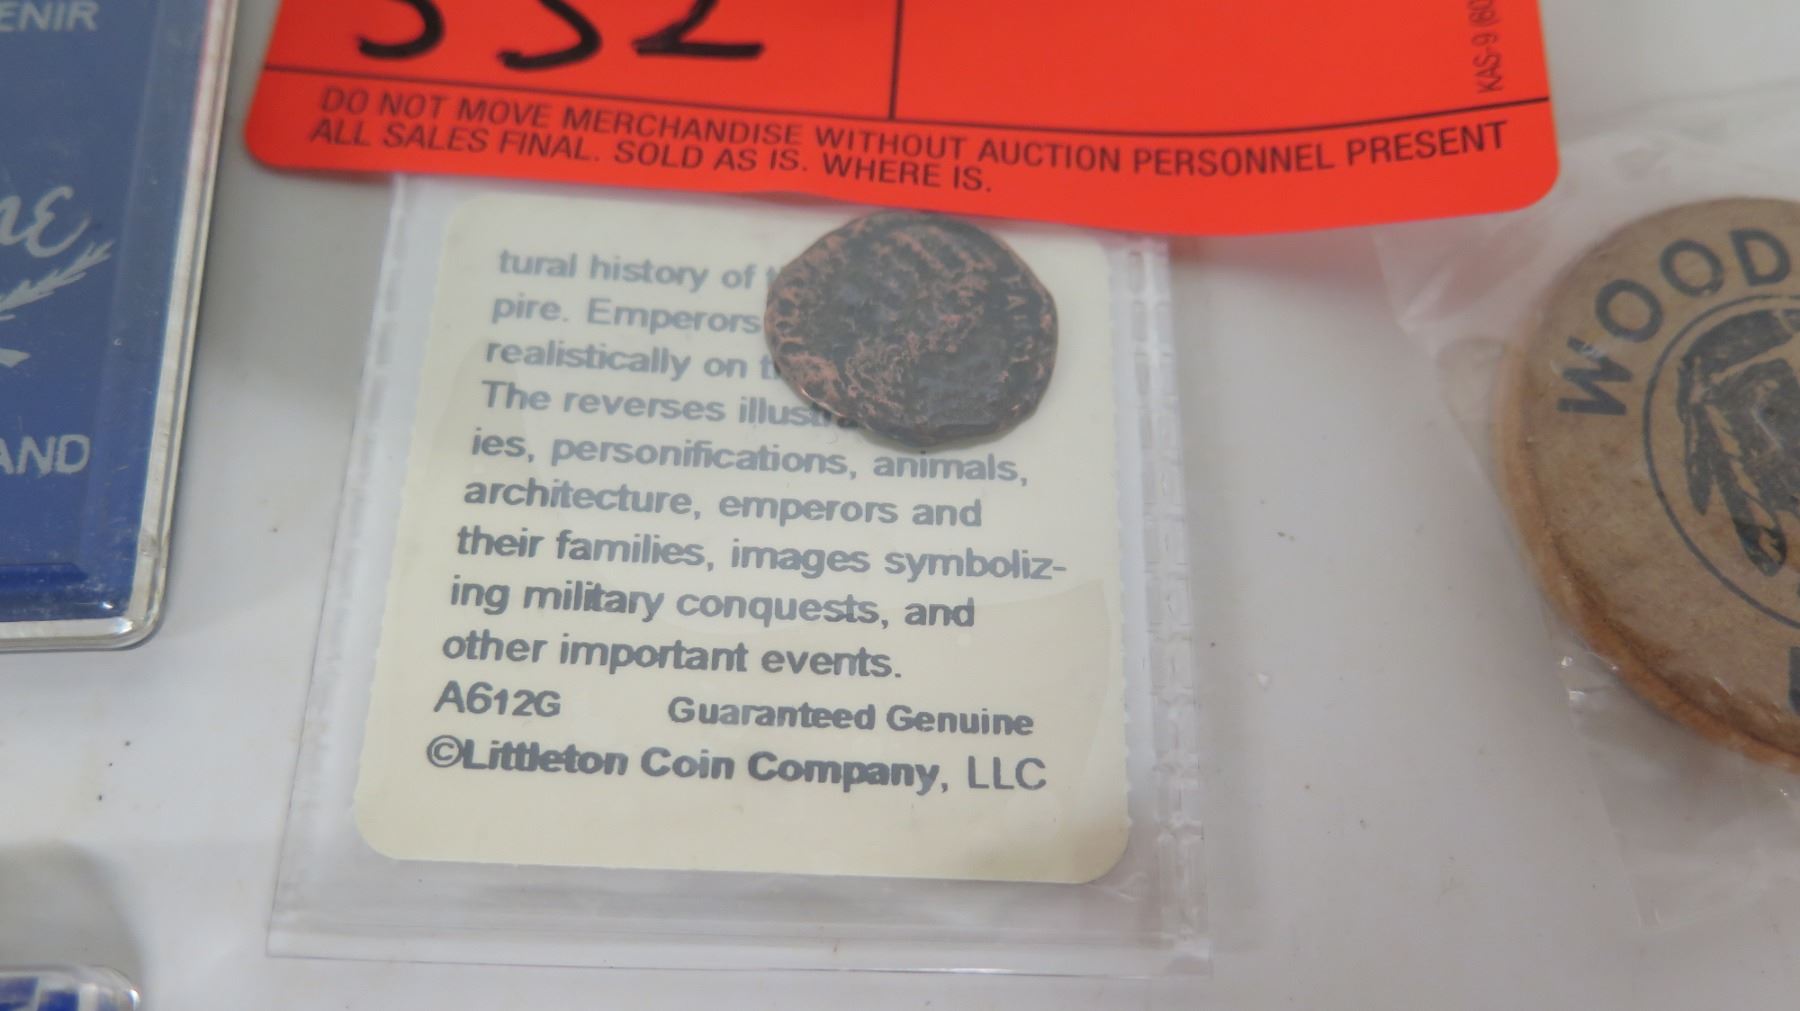 ENIR
332
KAS-9 (60
DO NOT MOVE MERCHANDISE WITHOUT AUCTION PERSONNEL PRESENT
ALL SALES FINAL. SOLD AS IS. WHERE IS.
AND
tural history of
pire. Emperors
realistically on
The reverses
ies, personifications, animals,
architecture, emperors and
their families, images symboliz-
ing military conquests, and
other important events.
A612G Guaranteed Genuine
©Littleton Coin Company, LLC
WOOD